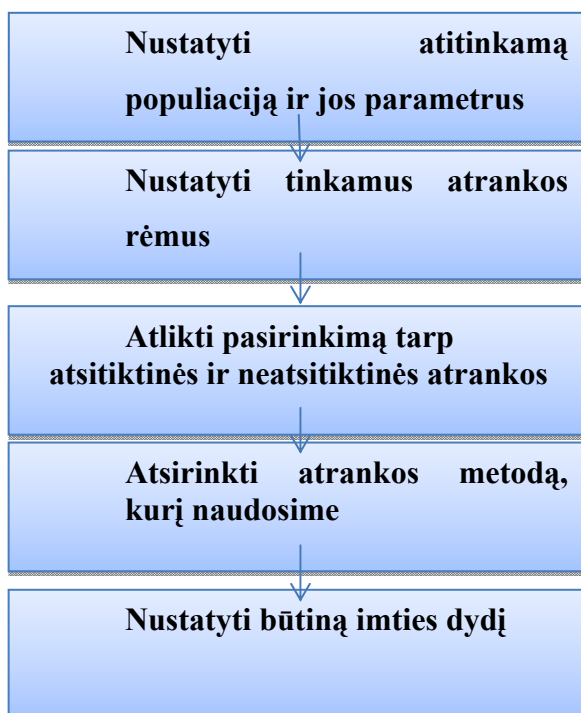 Nustatyti atitinkamą
populiaciją ir jos parametrus
Nustatyti tinkamus atrankos
rėmus
Atlikti pasirinkimą tarp
atsitiktinės ir neatsitiktinės atrankos
Atsirinkti atrankos metodą,
kurį naudosime
Nustatyti būtiną imties dydį